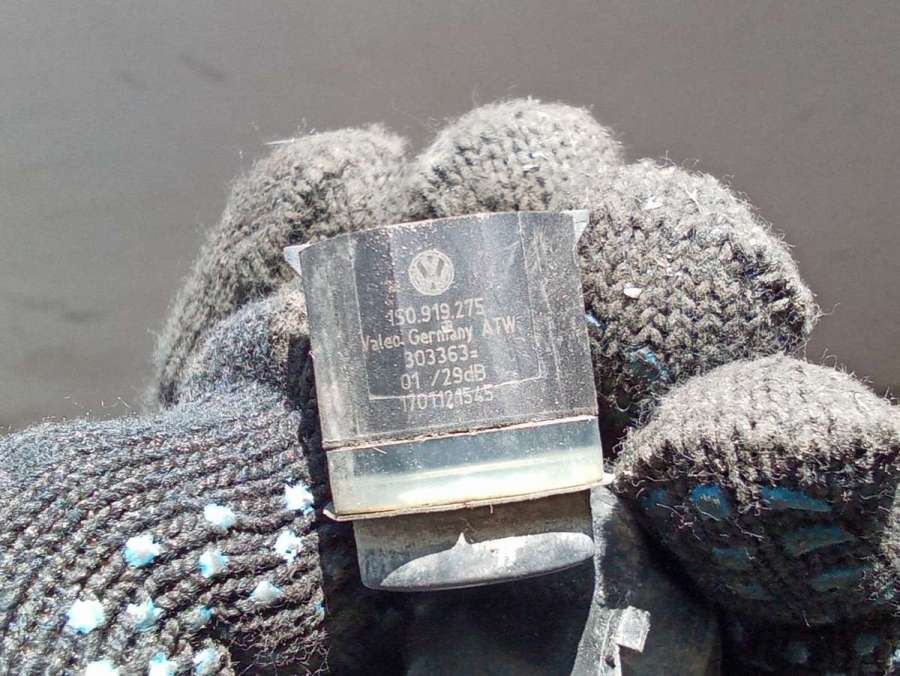 1S0.919.275
Valeo Germany ATW
303363=
01 /29dB
1701121545